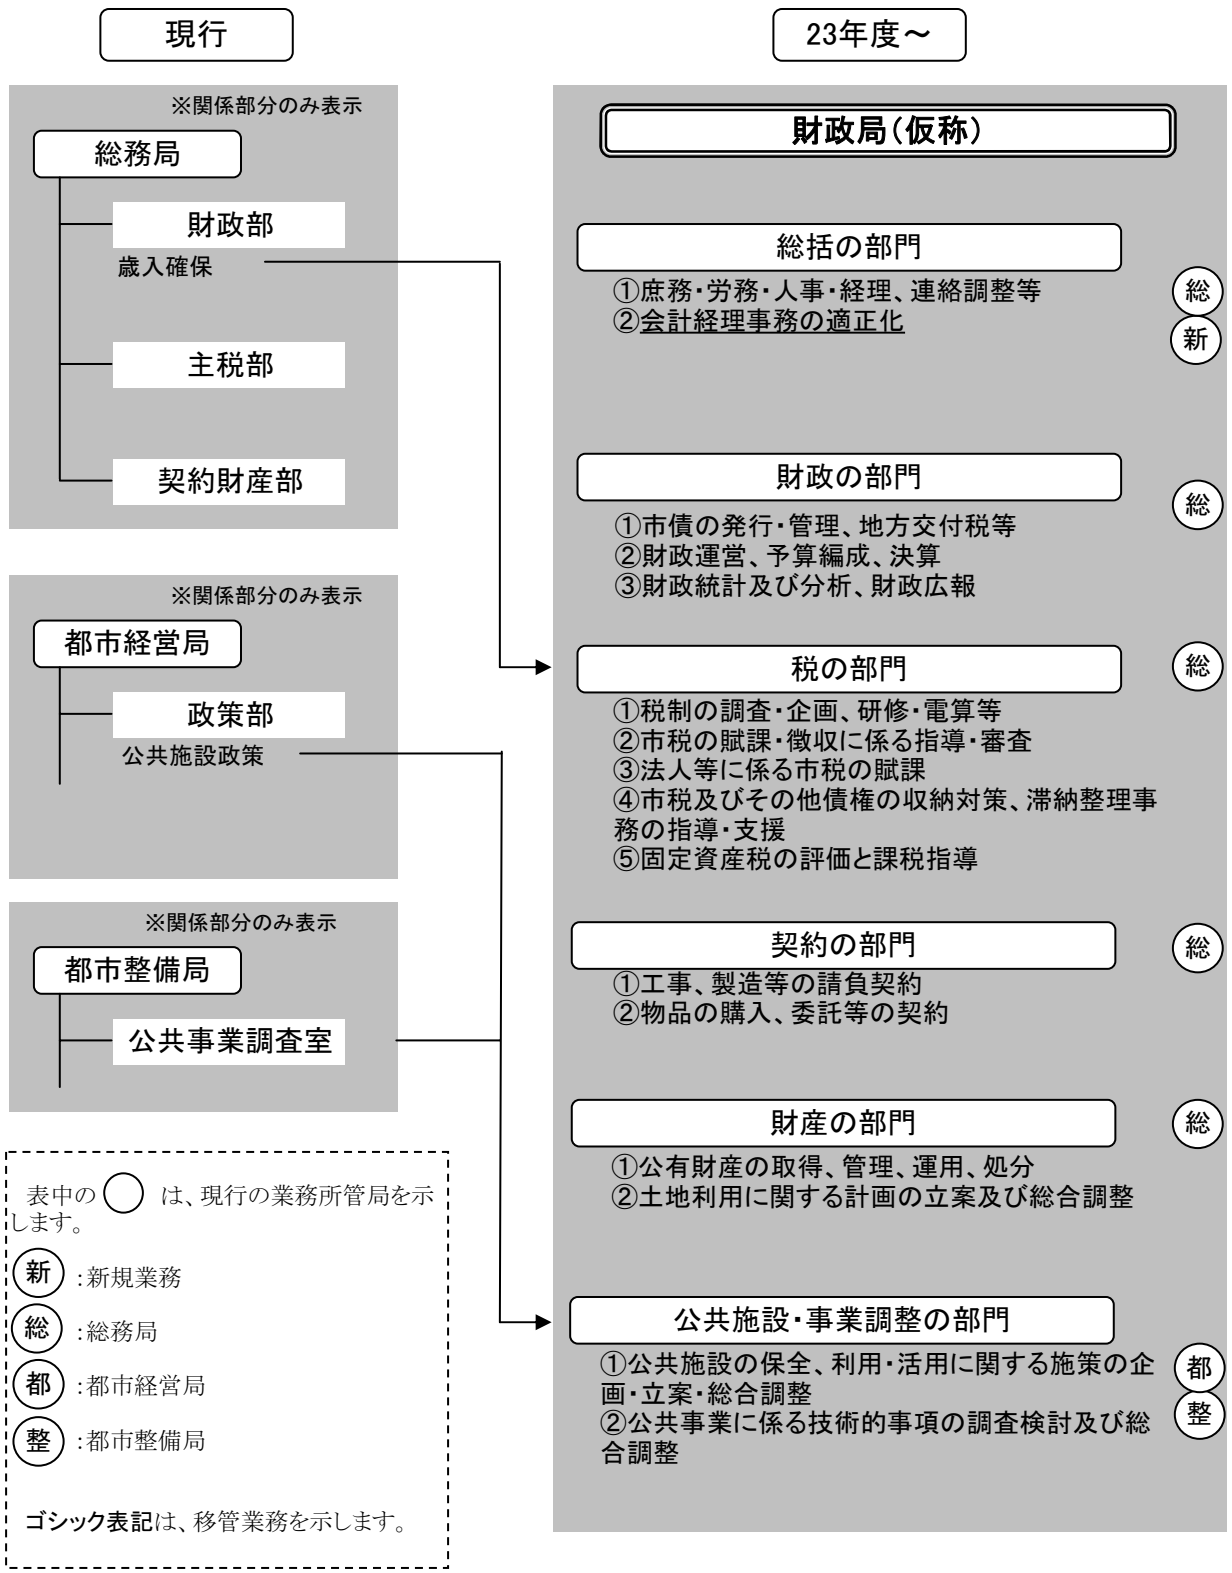 現行
※関係部分のみ表示
総務局
財政部
歳入確保
主税部
契約財産部
※関係部分のみ表示
都市経営局
政策部
公共施設政策
※関係部分のみ表示
都市整備局
公共事業調査室
表中の◯ は、現行の業務所管局を示
します。
新 :新規業務
総 :総務局
都 :都市経営局
整 :都市整備局
ゴシック表記は、移管業務を示します。
23年度～
財政局（仮称）
総括の部門
①庶務・労務・人事・経理、連絡調整等
②会計経理事務の適正化
総
新
財政の部門
総
①市債の発行・管理、地方交付税等
②財政運営、予算編成、決算
③財政統計及び分析、財政広報
税の部門
総
①税制の調査・企画、研修・電算等
②市税の賦課・徴収に係る指導・審査
③法人等に係る市税の賦課
④市税及びその他債権の収納対策、滞納整理事
務の指導・支援
⑤固定資産税の評価と課税指導
契約の部門
総
①工事、製造等の請負契約
②物品の購入、委託等の契約
財産の部門
総
①公有財産の取得、管理、運用、処分
②土地利用に関する計画の立案及び総合調整
公共施設・事業調整の部門
①公共施設の保全、利用・活用に関する施策の企
画・立案・総合調整
②公共事業に係る技術的事項の調査検討及び総
合調整
都
整